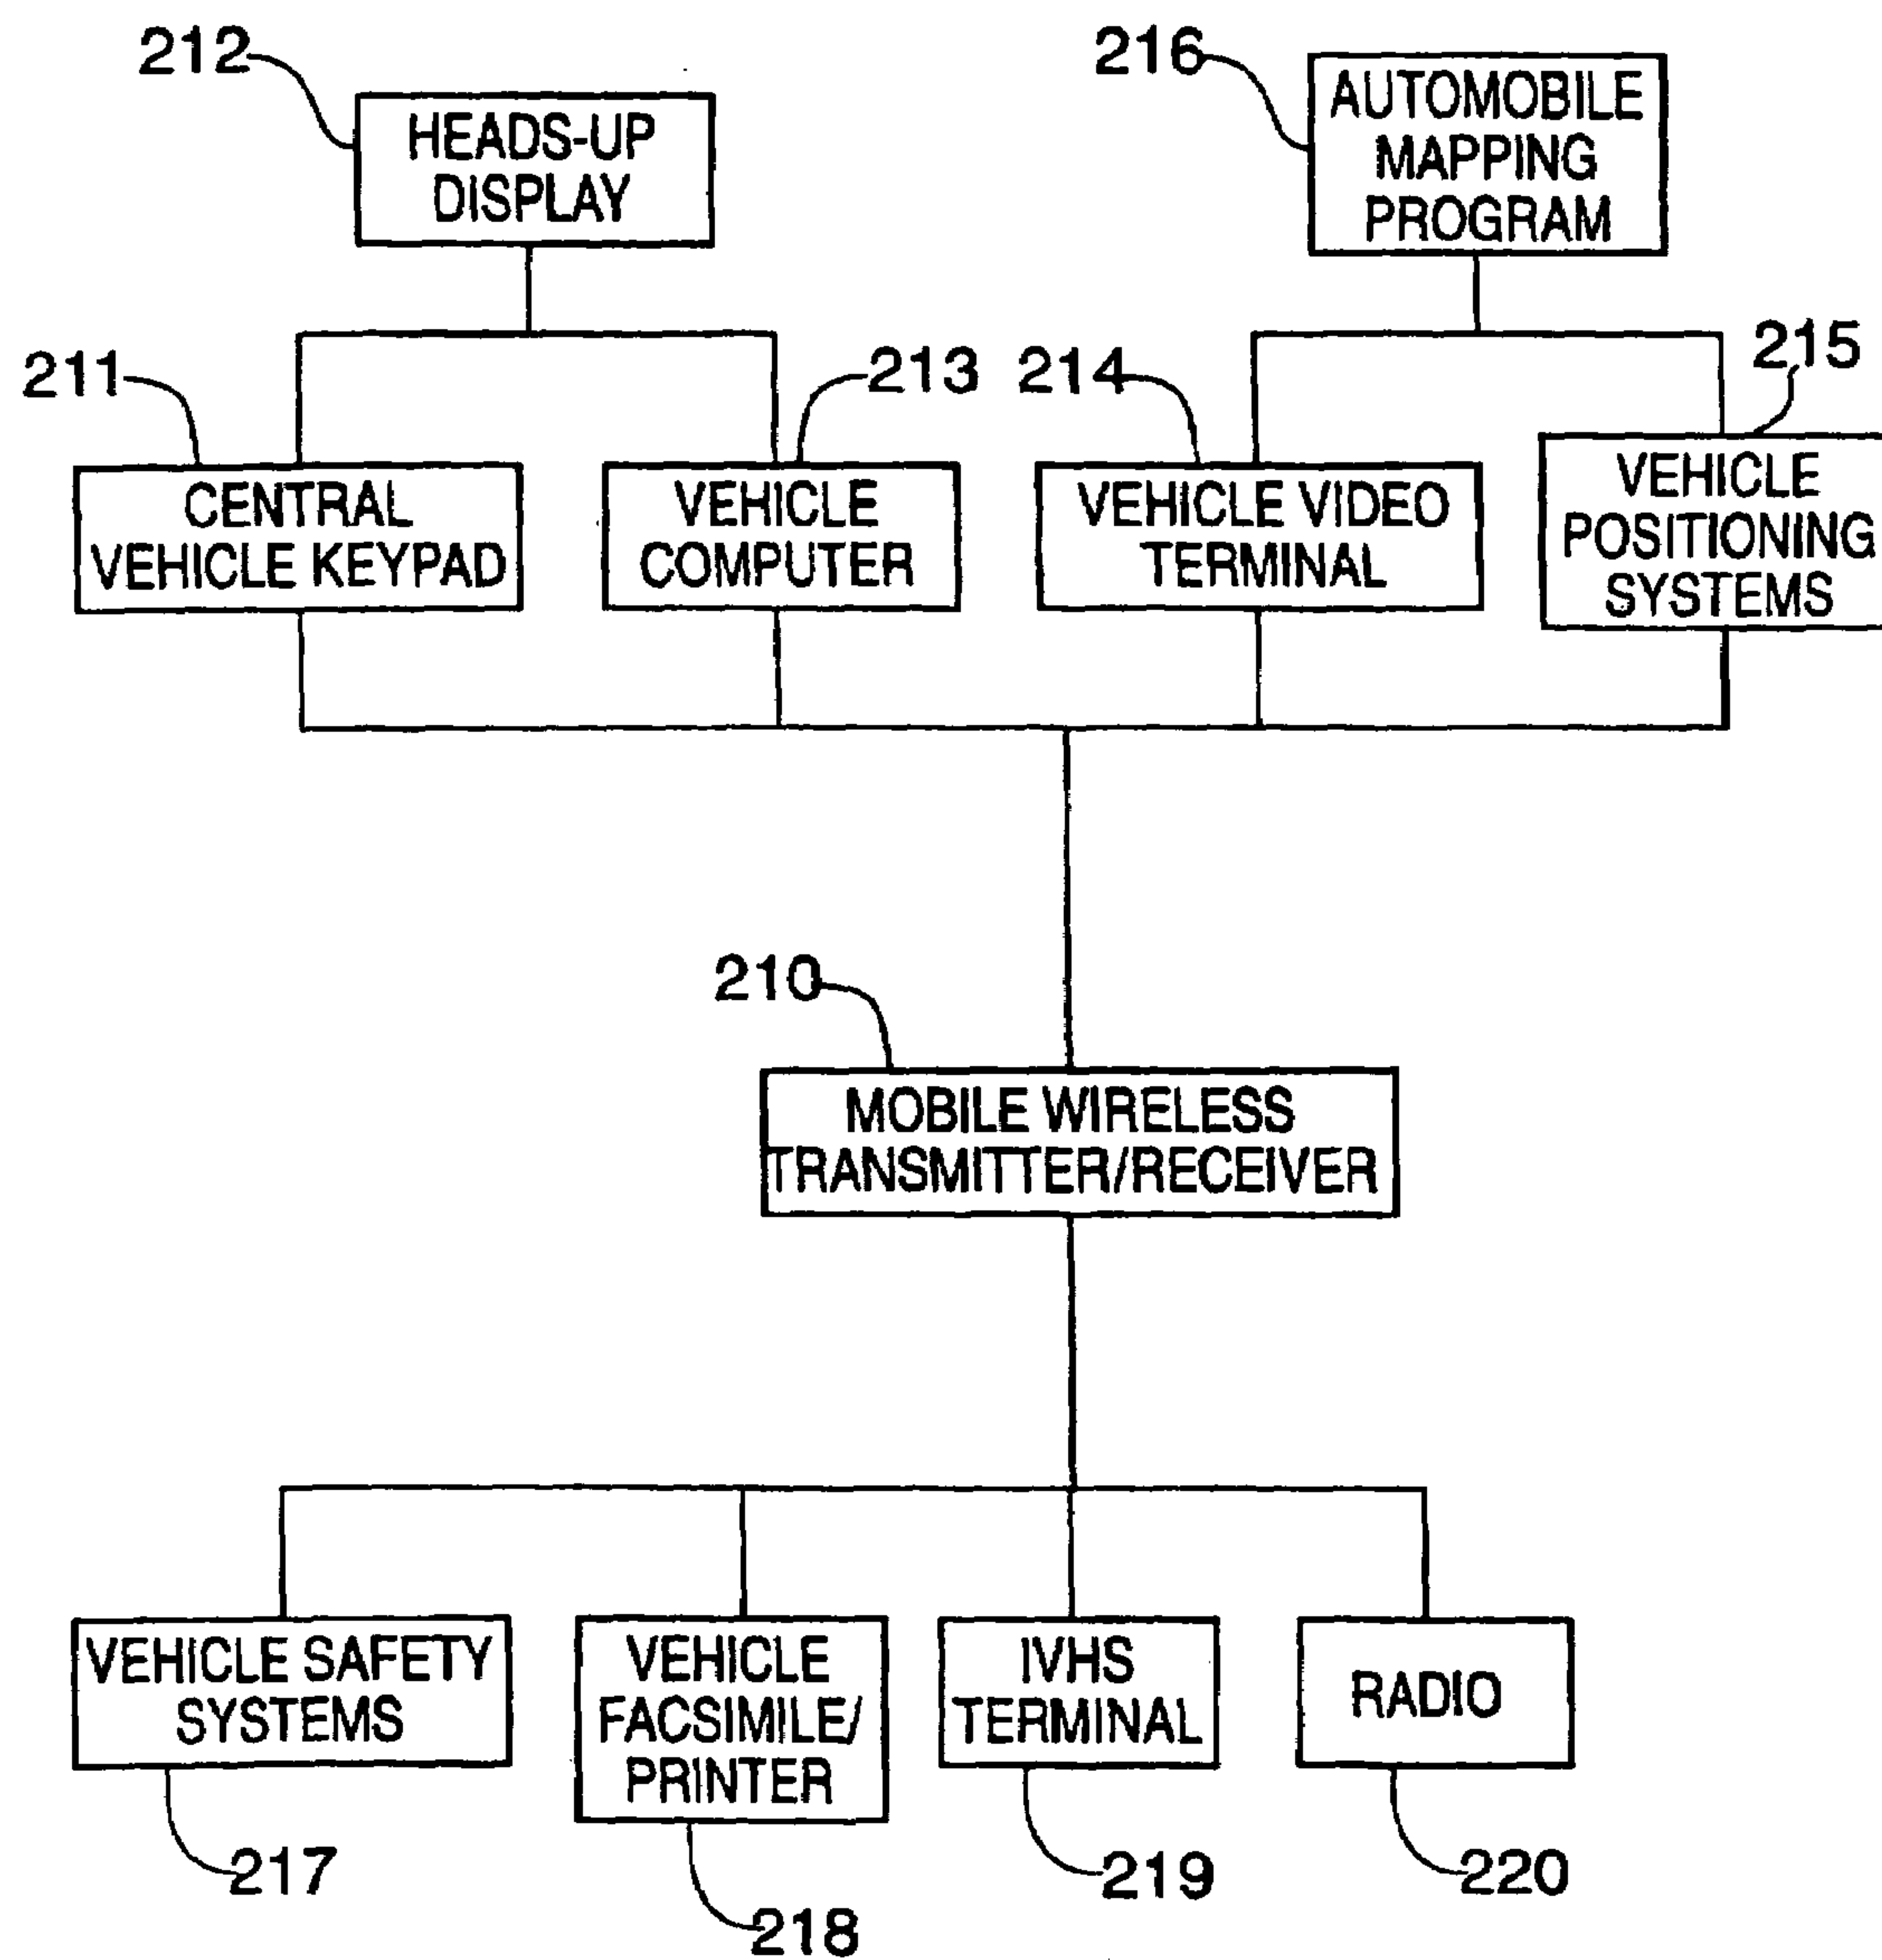 212
HEADS-UP
DISPLAY
216
AUTOMOBILE
MAPPING
PROGRAM
211
CENTRAL
VEHICLE KEYPAD
213
VEHICLE
COMPUTER
214
VEHICLE VIDEO
TERMINAL
215
VEHICLE
POSITIONING
SYSTEMS
210
MOBILE WIRELESS
TRANSMITTER/RECEIVER
VEHICLE SAFETY
SYSTEMS
217
VEHICLE
FACSIMILE/
PRINTER
218
IVHS
TERMINAL
219
RADIO
220